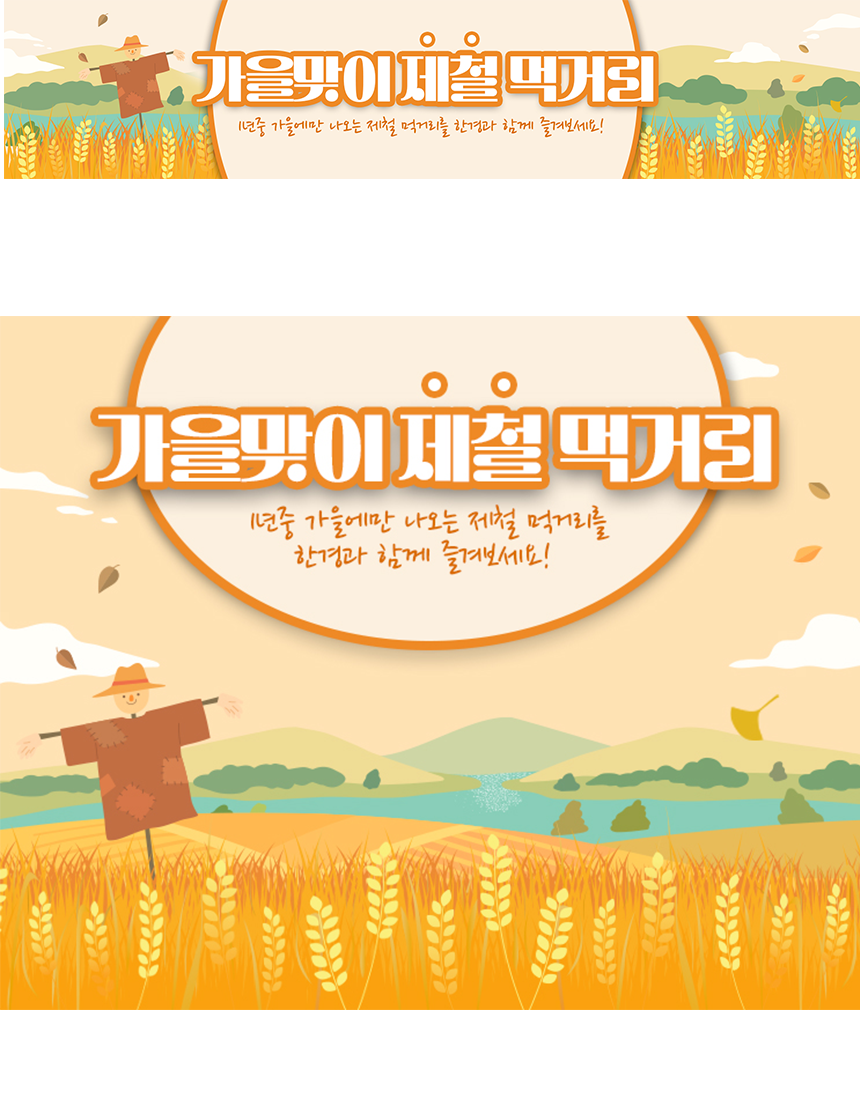 가을맞이 제철 먹거리
1년중 가을에만 나오는 제철 먹거리를 한경과 함께 즐겨보세요!
가을맞이 제철 먹거리
1년중 가을에만 나오는 제철 먹거리를
한경과 함께 즐겨보세요!